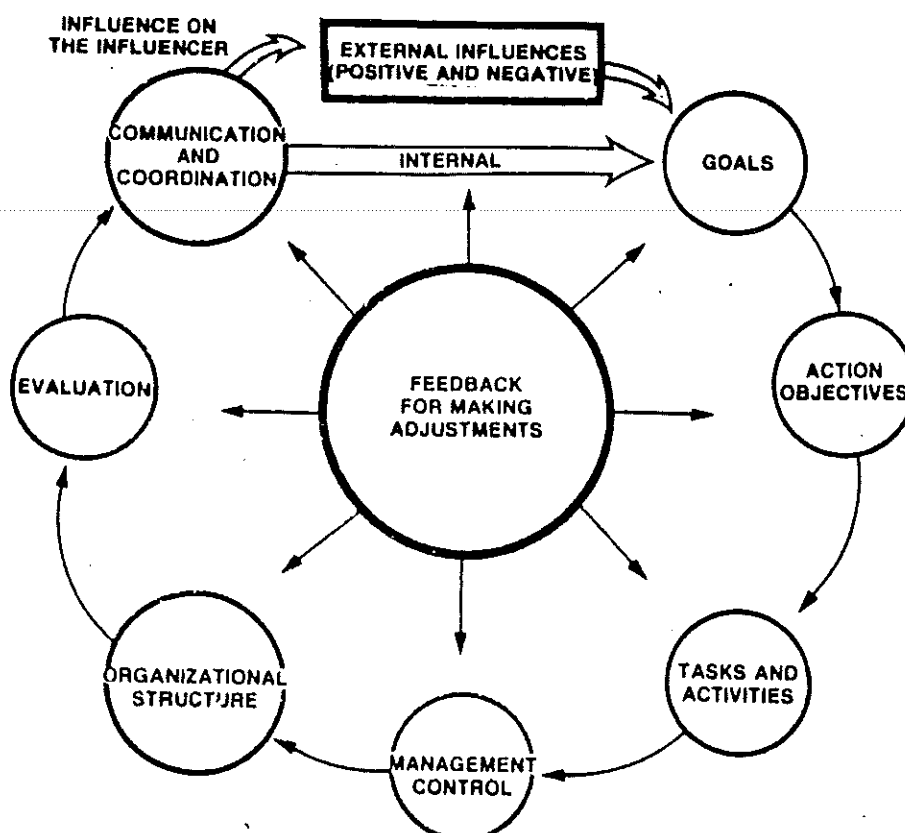 INFLUENCE ON
THE INFLUENCER
EXTERNAL INFLUENCES
(POSITIVE AND NEGATIVE)
COMMUNICATION
AND
COORDINATION
INTERNAL
GOALS
ACTION
OBJECTIVES
TASKS AND
ACTIVITIES
MANAGEMENT
CONTROL
ORGANIZATIONAL
STRUCTURE
EVALUATION
FEEDBACK
FOR MAKING
ADJUSTMENTS